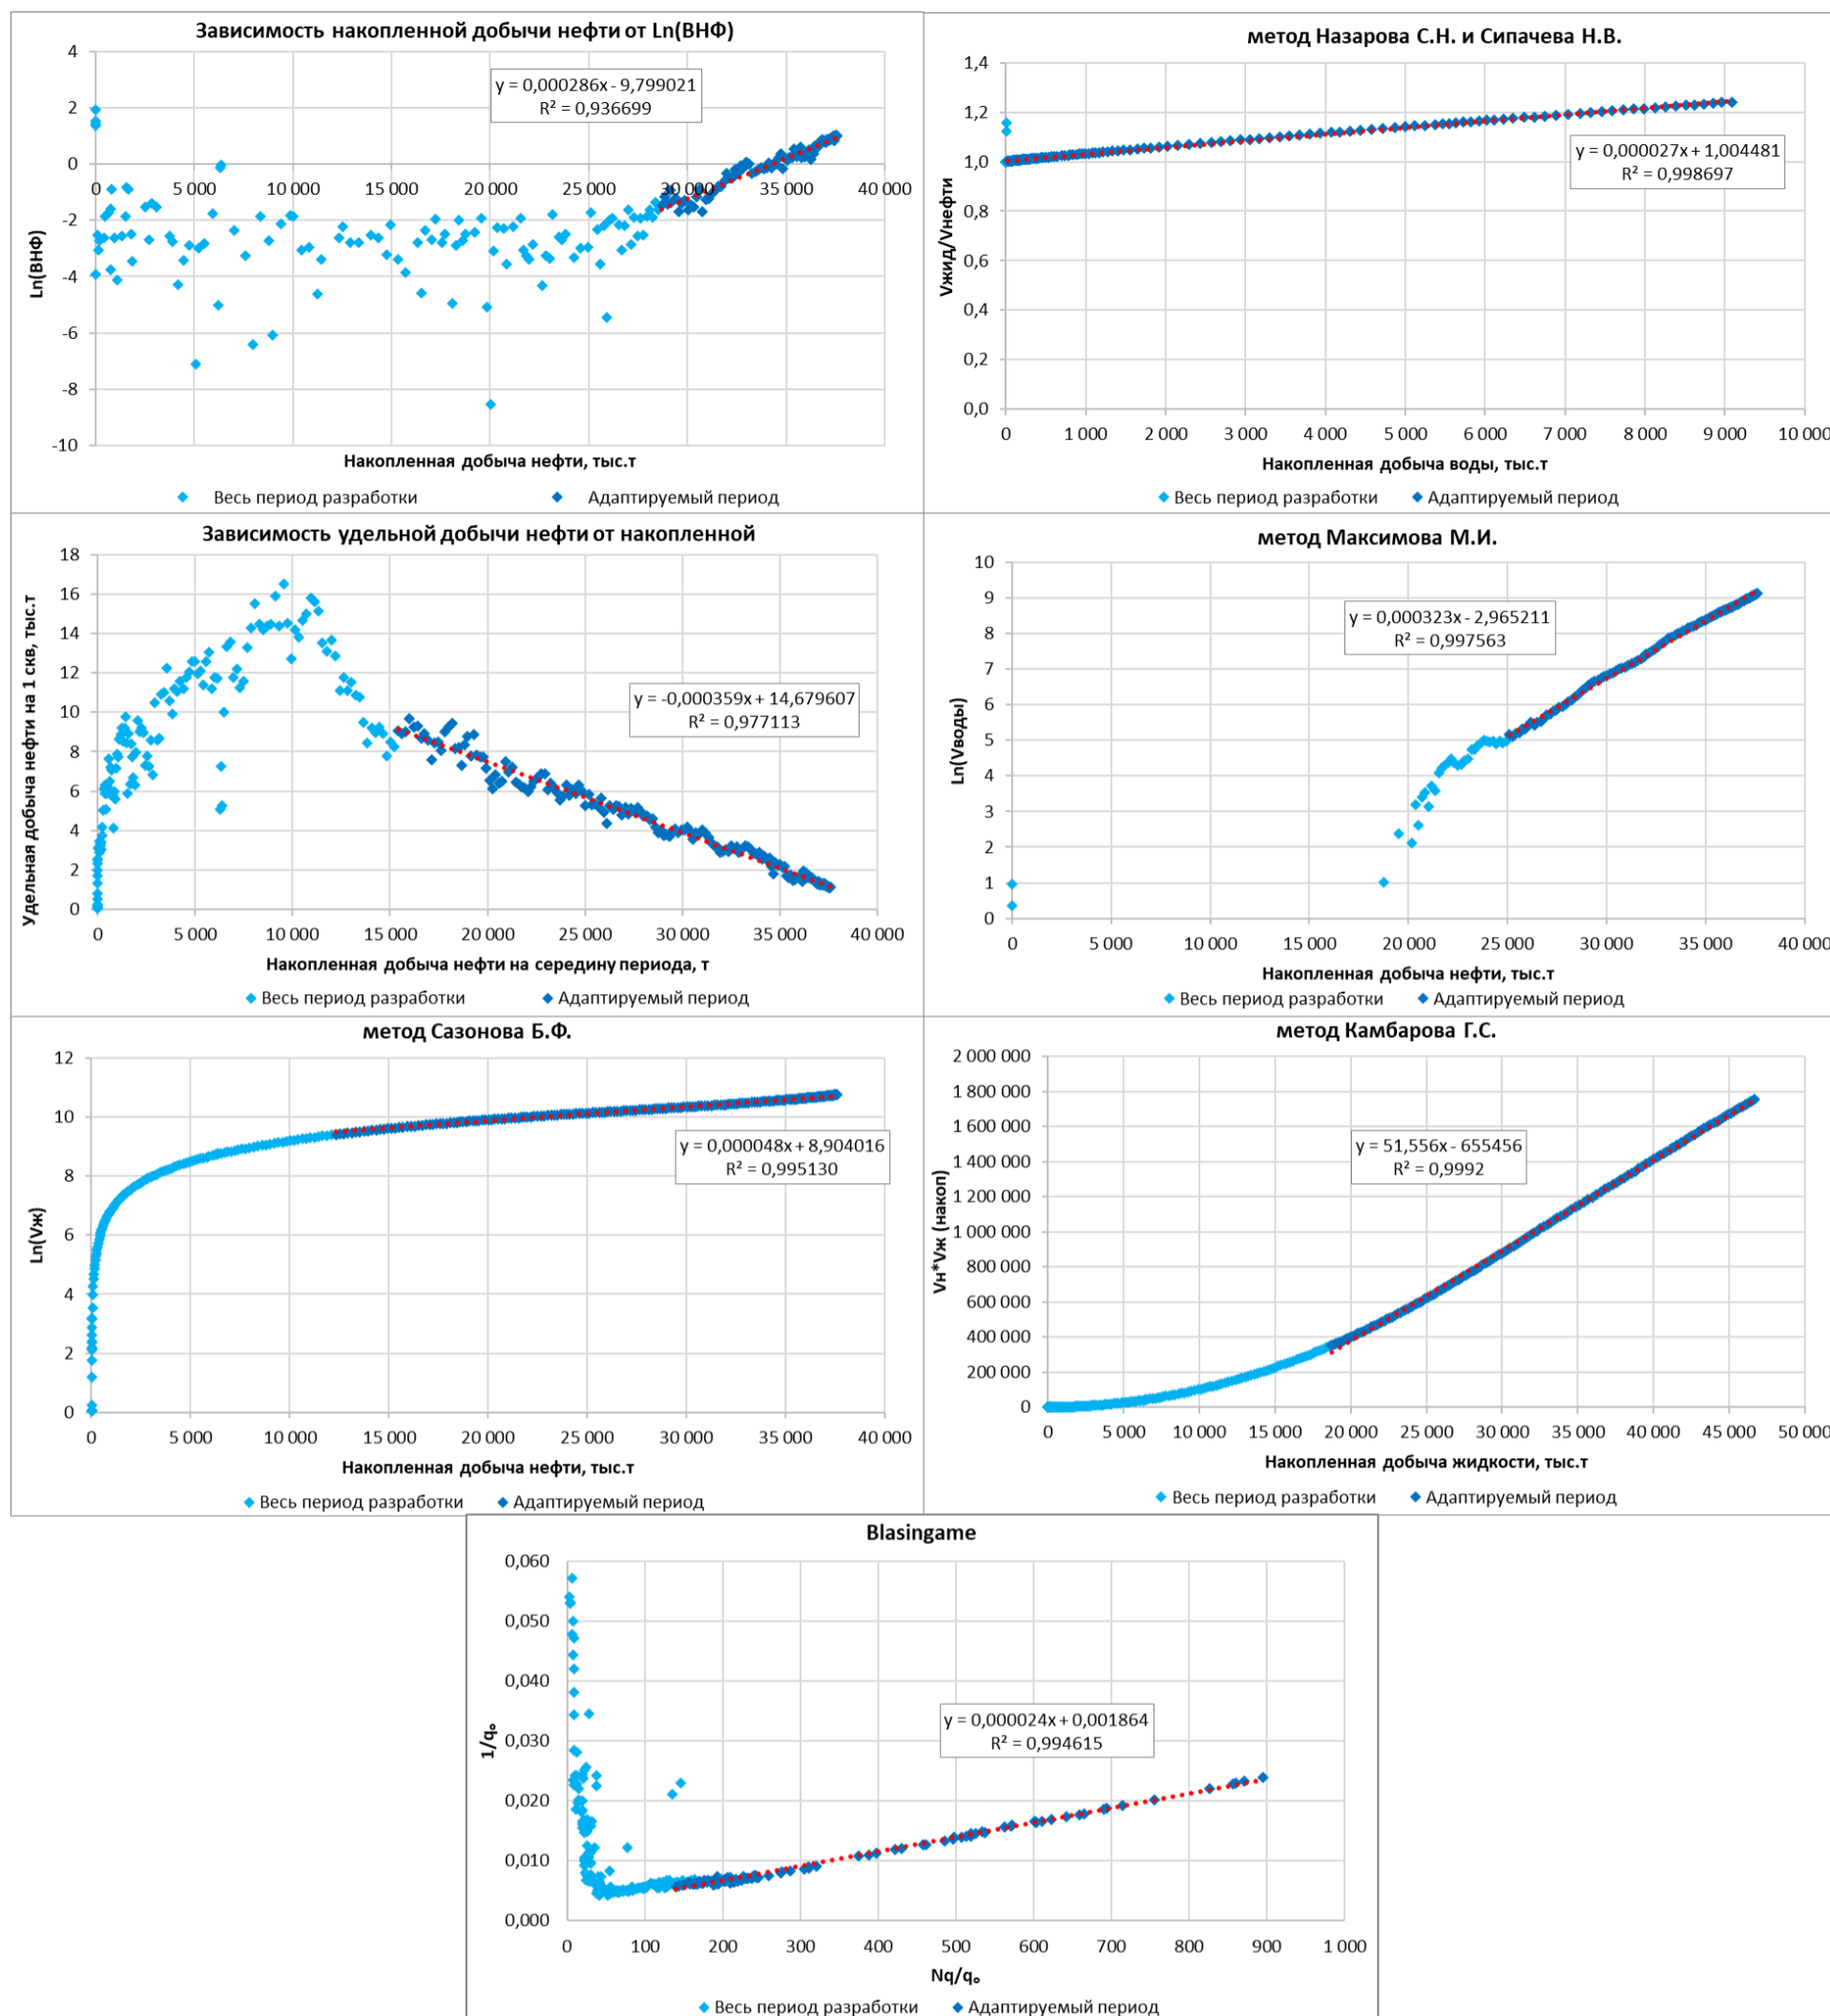 Зависимость накопленной добычи нефти от Ln(ВНФ)
y = 0,000286x - 9,799021
R² = 0,936699
4
2
0
-2
-4
-6
-8
-10
0 5 000 10 000 15 000 20 000 25 000 30 000 35 000 40 000
Ln(ВНФ)
Накопленная добыча нефти, тыс.т
Весь период разработки Адаптируемый период
метод Назарова С.Н. и Сипачева Н.В.
1,4
1,2
1,0
0,8
0,6
0,4
0,2
0,0
y = 0,000027x + 1,004481
R² = 0,998697
Vжид/Vнефти
0 1 000 2 000 3 000 4 000 5 000 6 000 7 000 8 000 9 000 10 000
Накопленная добыча воды, тыс.т
Весь период разработки Адаптируемый период
Зависимость удельной добычи нефти от накопленной
18
16
14
12
10
8
6
4
2
0
y = -0,000359x + 14,679607
R² = 0,977113
Удельная добыча нефти на 1 скв, тыс.т
0 5 000 10 000 15 000 20 000 25 000 30 000 35 000 40 000
Накопленная добыча нефти на середину периода, т
Весь период разработки Адаптируемый период
метод Максимова М.И.
10
9
8
7
6
5
4
3
2
1
0
y = 0,000323x - 2,965211
R² = 0,997563
Ln(Vводы)
0 5 000 10 000 15 000 20 000 25 000 30 000 35 000 40 000
Накопленная добыча нефти, тыс.т
Весь период разработки Адаптируемый период
метод Сазонова Б.Ф.
12
10
8
6
4
2
0
y = 0,000048x + 8,904016
R² = 0,995130
Ln(Vж)
0 5 000 10 000 15 000 20 000 25 000 30 000 35 000 40 000
Накопленная добыча нефти, тыс.т
Весь период разработки Адаптируемый период
метод Камбарова Г.С.
2 000 000
1 800 000
1 600 000
1 400 000
1 200 000
1 000 000
800 000
600 000
400 000
200 000
0
y = 51,556x - 655456
R² = 0,9992
Vн*Vж (накоп)
0 5 000 10 000 15 000 20 000 25 000 30 000 35 000 40 000 45 000 50 000
Накопленная добыча жидкости, тыс.т
Весь период разработки Адаптируемый период
Blasingame
0,060
0,050
0,040
0,030
0,020
0,010
0,000
y = 0,000024x + 0,001864
R² = 0,994615
1/qₒ
0 100 200 300 400 500 600 700 800 900 1 000
Nq/qₒ
Весь период разработки Адаптируемый период